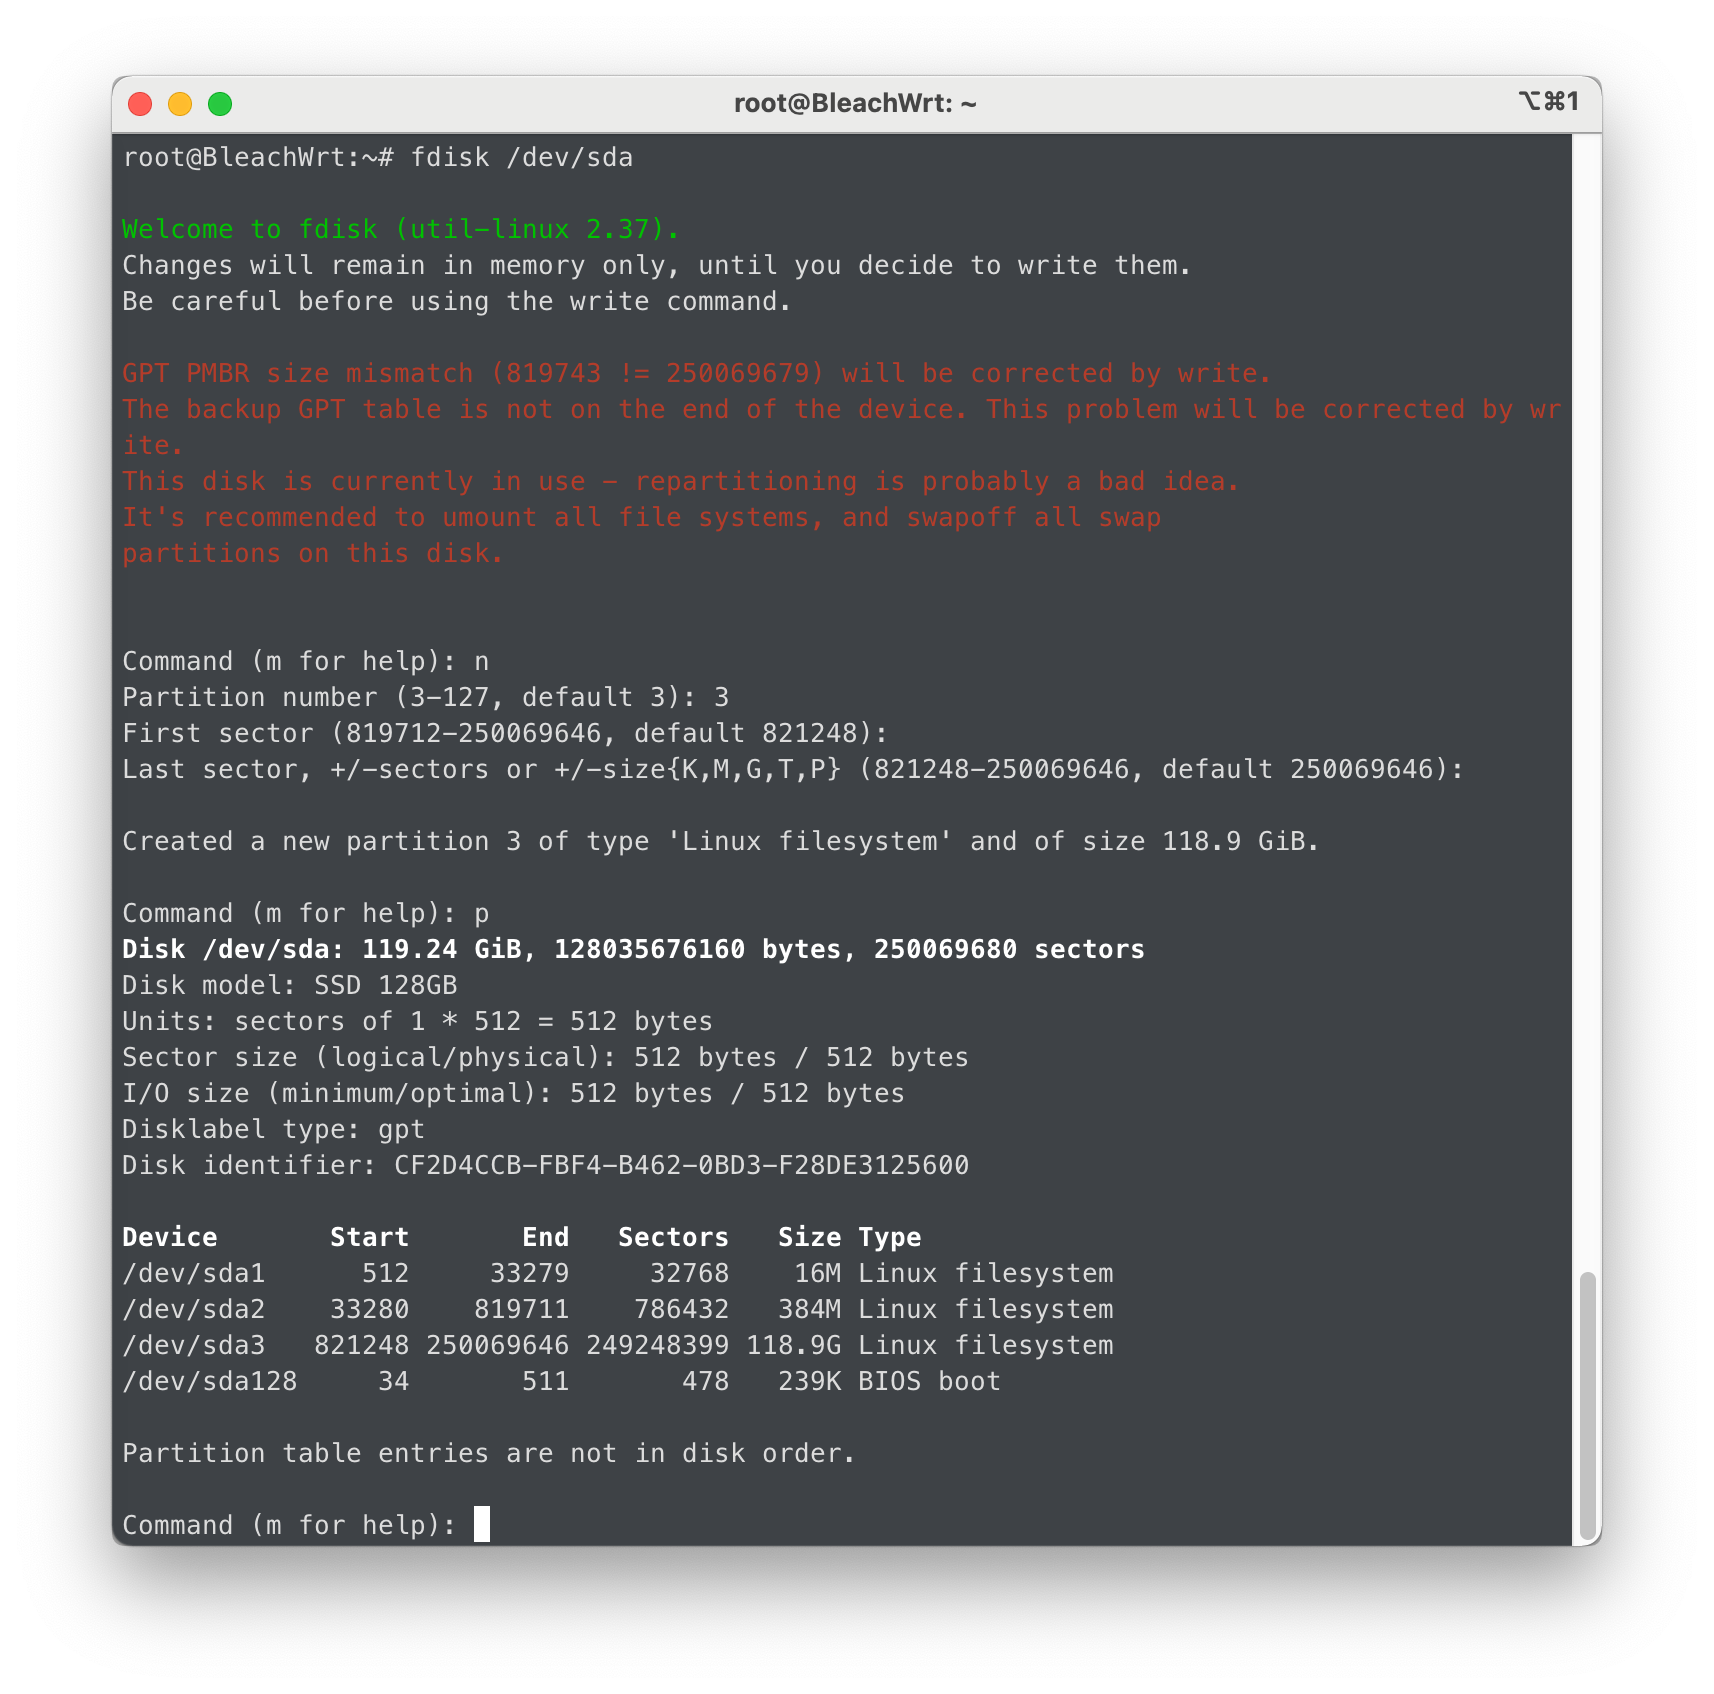 root@BleachWrt: ~
⌥⌘1
root@BleachWrt:~# fdisk /dev/sda
Welcome to fdisk (util-linux 2.37).
Changes will remain in memory only, until you decide to write them.
Be careful before using the write command.
GPT PMBR size mismatch (819743 != 250069679) will be corrected by write.
The backup GPT table is not on the end of the device. This problem will be corrected by wr
ite.
This disk is currently in use - repartitioning is probably a bad idea.
It's recommended to umount all file systems, and swapoff all swap
partitions on this disk.
Command (m for help): n
Partition number (3-127, default 3): 3
First sector (819712-250069646, default 821248):
Last sector, +/-sectors or +/-size{K,M,G,T,P} (821248-250069646, default 250069646):
Created a new partition 3 of type 'Linux filesystem' and of size 118.9 GiB.
Command (m for help): p
Disk /dev/sda: 119.24 GiB, 128035676160 bytes, 250069680 sectors
Disk model: SSD 128GB
Units: sectors of 1 * 512 = 512 bytes
Sector size (logical/physical): 512 bytes / 512 bytes
I/O size (minimum/optimal): 512 bytes / 512 bytes
Disklabel type: gpt
Disk identifier: CF2D4CCB-FBF4-B462-0BD3-F28DE3125600
Device       Start       End   Sectors   Size Type
/dev/sda1      512     33279     32768    16M Linux filesystem
/dev/sda2    33280    819711    786432   384M Linux filesystem
/dev/sda3   821248 250069646 249248399 118.9G Linux filesystem
/dev/sda128     34       511       478   239K BIOS boot
Partition table entries are not in disk order.
Command (m for help):